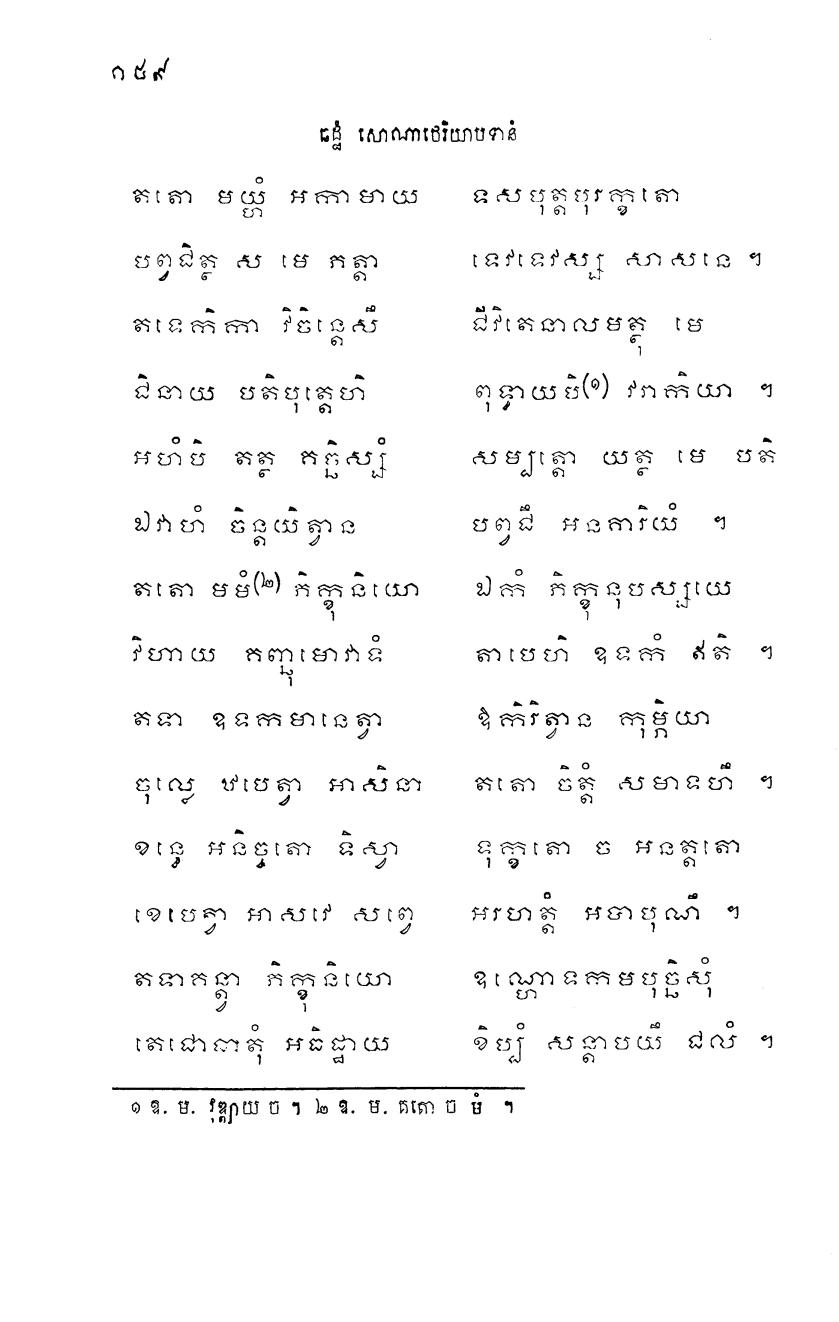 ១៥៩
ឆដ្ឋំ សោណាថេរិយាបទានំ
តតោ មយ្ហំ អកាមាយ ទសបុត្តបុរក្ខតោ
បព្វជិត្ថ ស មេ ភត្តា ទេវទេវស្ស សាសនេ ។
តទេកិកា វិចិន្តេសឹ ជីវិតេនាលមត្ថុ មេ
ជិនាយ បតិបុត្តេហិ ពុទ្ធាយបិ(១) វរាកិយា ។
អហំបិ តត្ថ គច្ឆិស្សំ សម្បត្តោ យត្ថ មេ បតិ
ឯវាហំ ចិន្តយិត្វាន បព្វជឹ អនគារិយំ ។
តតោ មមំ(២) ភិក្ខុនិយោ ឯកំ ភិក្ខុនុបស្សយេ
វិហាយ គញ្ឆុមោវាទំ តាបេហិ ឧទកំ ឥតិ ។
តទា ឧទកមានេត្វា ឱកិរិត្វាន កុម្ភិយា
ចុល្លេ ឋបេត្វា អាសិនា តតោ ចិត្តំ សមាទហឹ ។
ខន្ធេ អនិច្ចតោ ទិស្វា ទុក្ខតោ ច អនត្តតោ
ខេបេត្វា អាសវេ សព្វេ អរហត្តំ អបាបុណឹ ។
តទាគន្ត្វា ភិក្ខុនិយោ ឧណ្ហោទកមបុច្ឆិសុំ
តេជោធាតុំ អធិដ្ឋាយ ខិប្បំ សន្តាបយឹ ជលំ ។
១ ឱ. ម. វុឌ្ឍាយ ច ។ ២ ឱ. ម. គតោ ច មំ ។